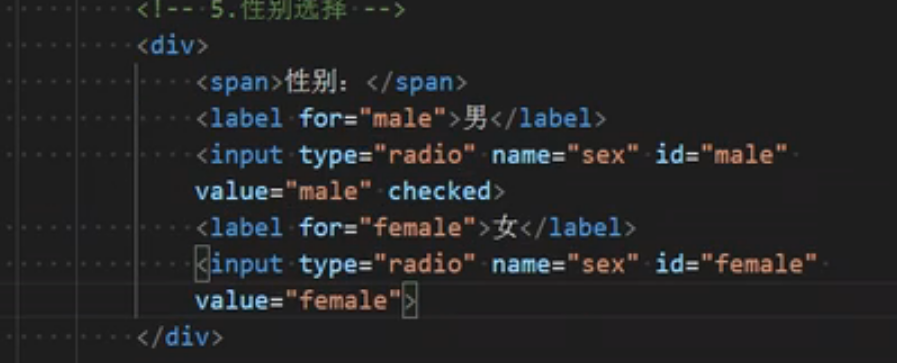 <!-- 5.性别选择 -->
<div>
<span>性别：</span>
<label for="male">男</label>
<input type="radio" name="sex" id="male"
value="male" checked>
<label for="female">女</label>
<input type="radio" name="sex" id="female"
value="female">
</div>